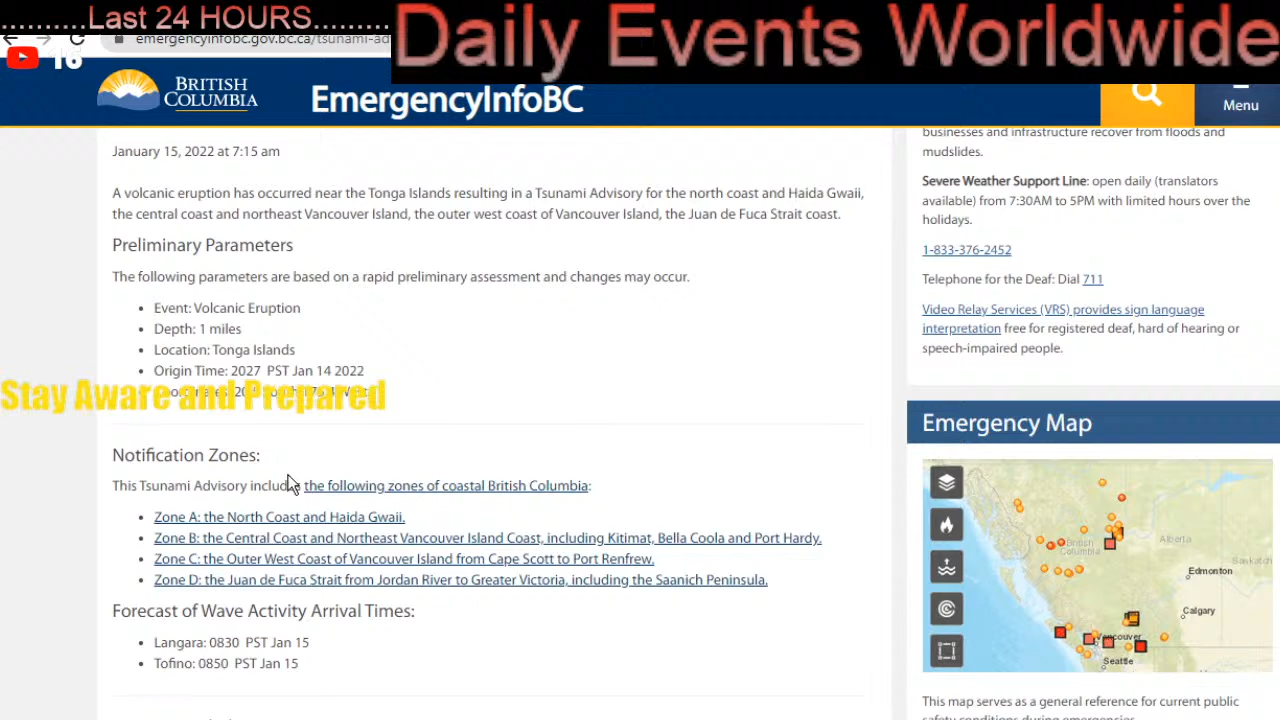 .........Last 24 HOURS.........
Daily Events Worldwide
emergencyinfobc.gov.bc.ca/tsunami-ad
16
BRITISH
COLUMBIA
EmergencyInfoBC
Menu
January 15, 2022 at 7:15 am
A volcanic eruption has occurred near the Tonga Islands resulting in a Tsunami Advisory for the north coast and Haida Gwaii,
the central coast and northeast Vancouver Island, the outer west coast of Vancouver Island, the Juan de Fuca Strait coast.
Preliminary Parameters
The following parameters are based on a rapid preliminary assessment and changes may occur.
• Event: Volcanic Eruption
• Depth: 1 miles
• Location: Tonga Islands
• Origin Time: 2027 PST Jan 14 2022
Stay Aware and Prepared
Notification Zones:
This Tsunami Advisory include the following zones of coastal British Columbia:
• Zone A: the North Coast and Haida Gwaii.
• Zone B: the Central Coast and Northeast Vancouver Island Coast, including Kitimat, Bella Coola and Port Hardy.
• Zone C: the Outer West Coast of Vancouver Island from Cape Scott to Port Renfrew.
• Zone D: the Juan de Fuca Strait from Jordan River to Greater Victoria, including the Saanich Peninsula.
Forecast of Wave Activity Arrival Times:
• Langara: 0830 PST Jan 15
• Tofino: 0850 PST Jan 15
businesses and infrastructure recover from floods and
mudslides.
Severe Weather Support Line: open daily (translators
available) from 7:30AM to 5PM with limited hours over the
holidays.
1-833-376-2452
Telephone for the Deaf: Dial 711
Video Relay Services (VRS) provides sign language
interpretation free for registered deaf, hard of hearing or
speech-impaired people.
Emergency Map
British
Columbia
Alberta
Saskatch
Edmonton
Calgary
Vancouver
Seattle
This map serves as a general reference for current public
safety conditions during emergencies.